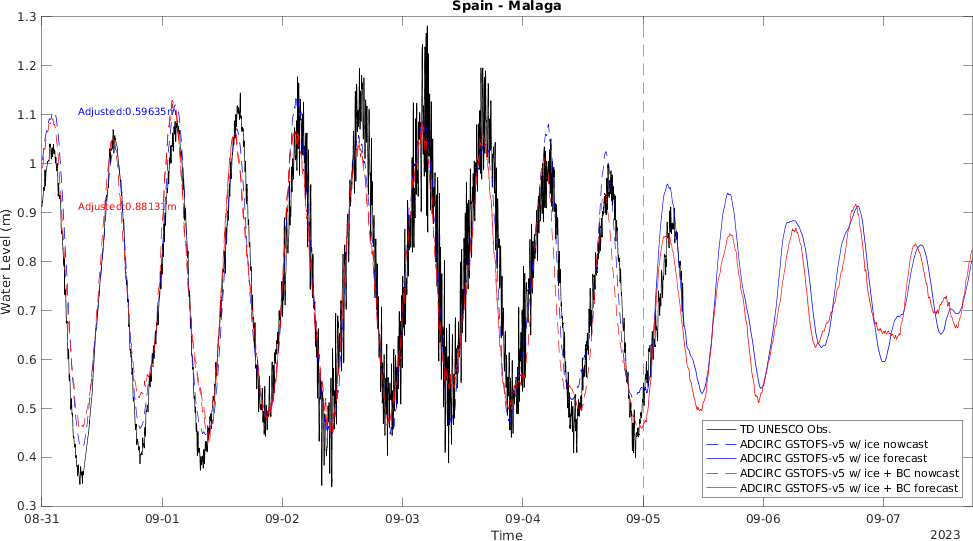 Spain - Malaga
1.3
1.2
1.1
1
0.9
0.8
0.7
0.6
0.5
0.4
0.3
Water Level (m)
Adjusted:0.59635m
Adjusted:0.88131m
TD UNESCO Obs.
ADCIRC GSTOFS-v5 w/ ice nowcast
ADCIRC GSTOFS-v5 w/ ice forecast
ADCIRC GSTOFS-v5 w/ ice + BC nowcast
ADCIRC GSTOFS-v5 w/ ice + BC forecast
08-31 09-01 09-02 09-03 09-04 09-05 09-06 09-07
Time
2023